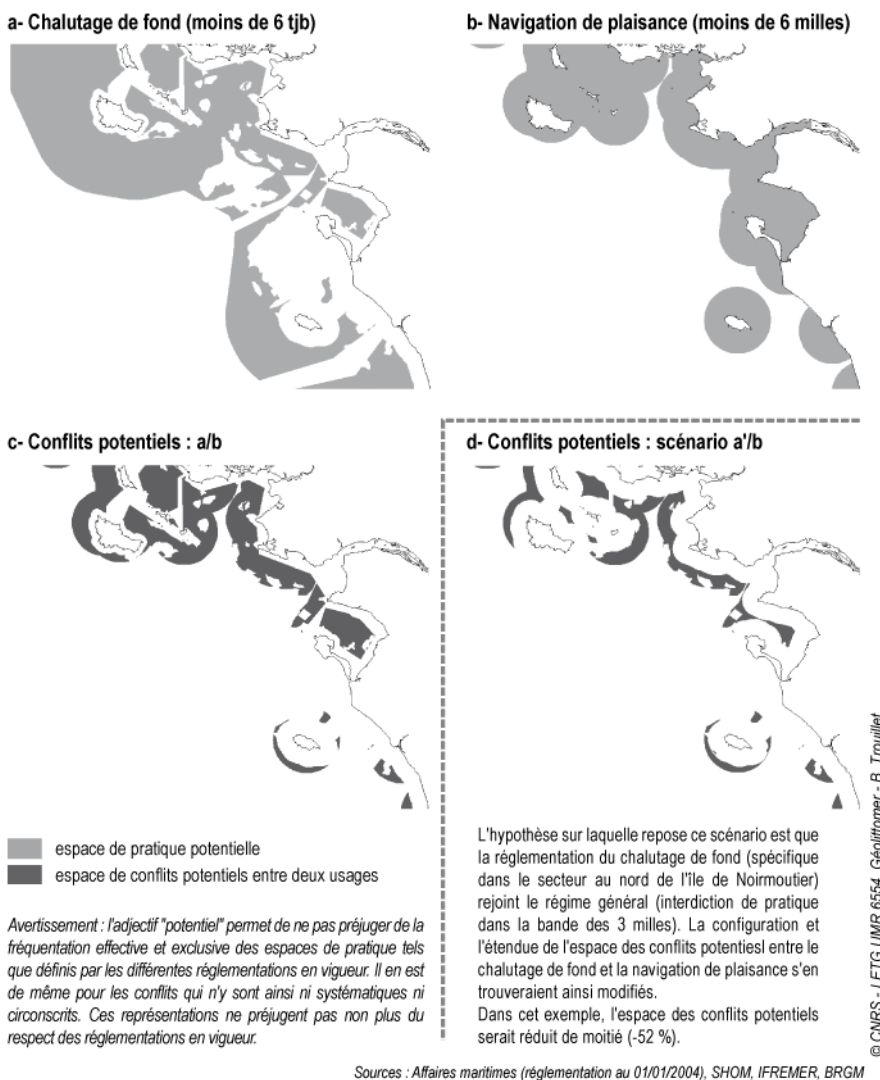 a- Chalutage de fond (moins de 6 tjb)
b- Navigation de plaisance (moins de 6 milles)
c- Conflits potentiels : a/b
d- Conflits potentiels : scénario a'/b
espace de pratique potentielle
espace de conflits potentiels entre deux usages
Avertissement : l'adjectif "potentiel" permet de ne pas préjuger de la
fréquentation effective et exclusive des espaces de pratique tels
que définis par les différentes réglementations en vigueur. Il en est
de même pour les conflits qui n'y sont ainsi ni systématiques ni
circonscrits. Ces représentations ne préjugent pas non plus du
respect des réglementations en vigueur.
L'hypothèse sur laquelle repose ce scénario est que
la réglementation du chalutage de fond (spécifique
dans le secteur au nord de l'île de Noirmoutier)
rejoint le régime général (interdiction de pratique
dans la bande des 3 milles). La configuration et
l'étendue de l'espace des conflits potentiesl entre le
chalutage de fond et la navigation de plaisance s'en
trouveraient ainsi modifiés.
Dans cet exemple, l'espace des conflits potentiels
serait réduit de moitié (-52 %).
© CNRS - LETG UMR 6554, Géolittomer - B. Trouillet
Sources : Affaires maritimes (réglementation au 01/01/2004), SHOM, IFREMER, BRGM